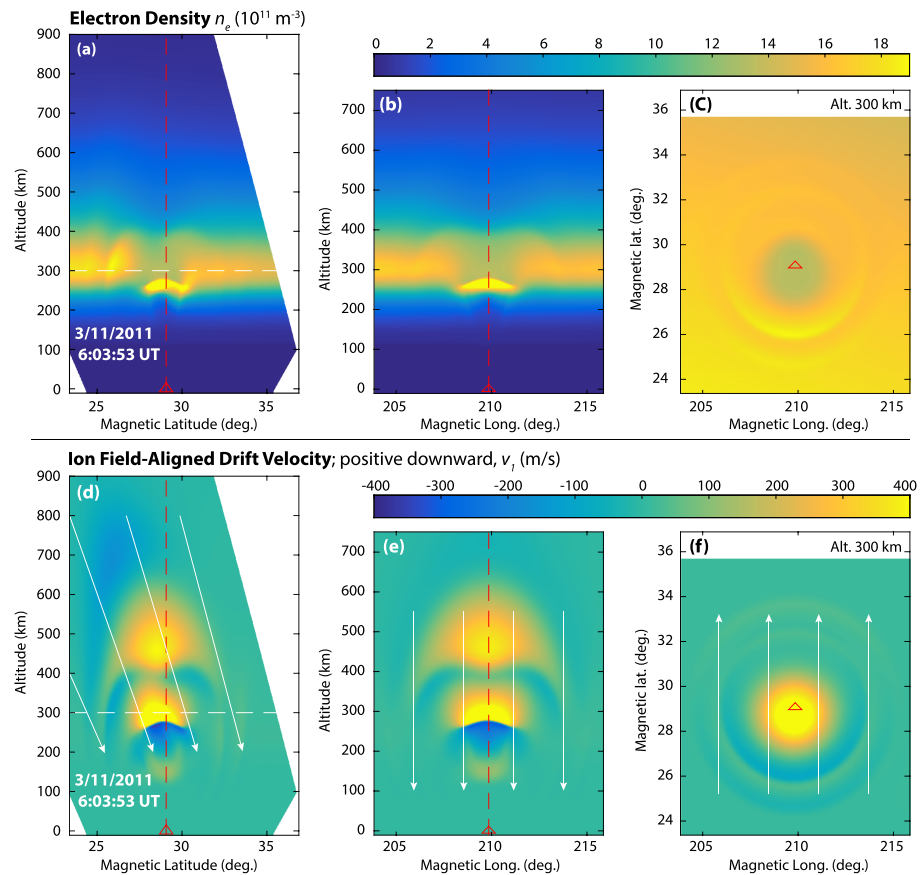 Electron Density nₑ (10¹¹ m⁻³)
0 2 4 6 8 10 12 14 16 18
(a)
900
800
700
600
500
400
300
200
100
0
Altitude (km)
3/11/2011
6:03:53 UT
25 30 35
Magnetic Latitude (deg.)
(b)
700
600
500
400
300
200
100
0
Altitude (km)
205 210 215
Magnetic Long. (deg.)
(C)
Alt. 300 km
36
34
32
30
28
26
24
Magnetic lat. (deg.)
205 210 215
Magnetic Long. (deg.)
Ion Field-Aligned Drift Velocity; positive downward, v₁ (m/s)
-400 -300 -200 -100 0 100 200 300 400
(d)
900
800
700
600
500
400
300
200
100
0
Altitude (km)
3/11/2011
6:03:53 UT
25 30 35
Magnetic Latitude (deg.)
(e)
700
600
500
400
300
200
100
0
Altitude (km)
205 210 215
Magnetic Long. (deg.)
(f)
Alt. 300 km
36
34
32
30
28
26
24
Magnetic lat. (deg.)
205 210 215
Magnetic Long. (deg.)